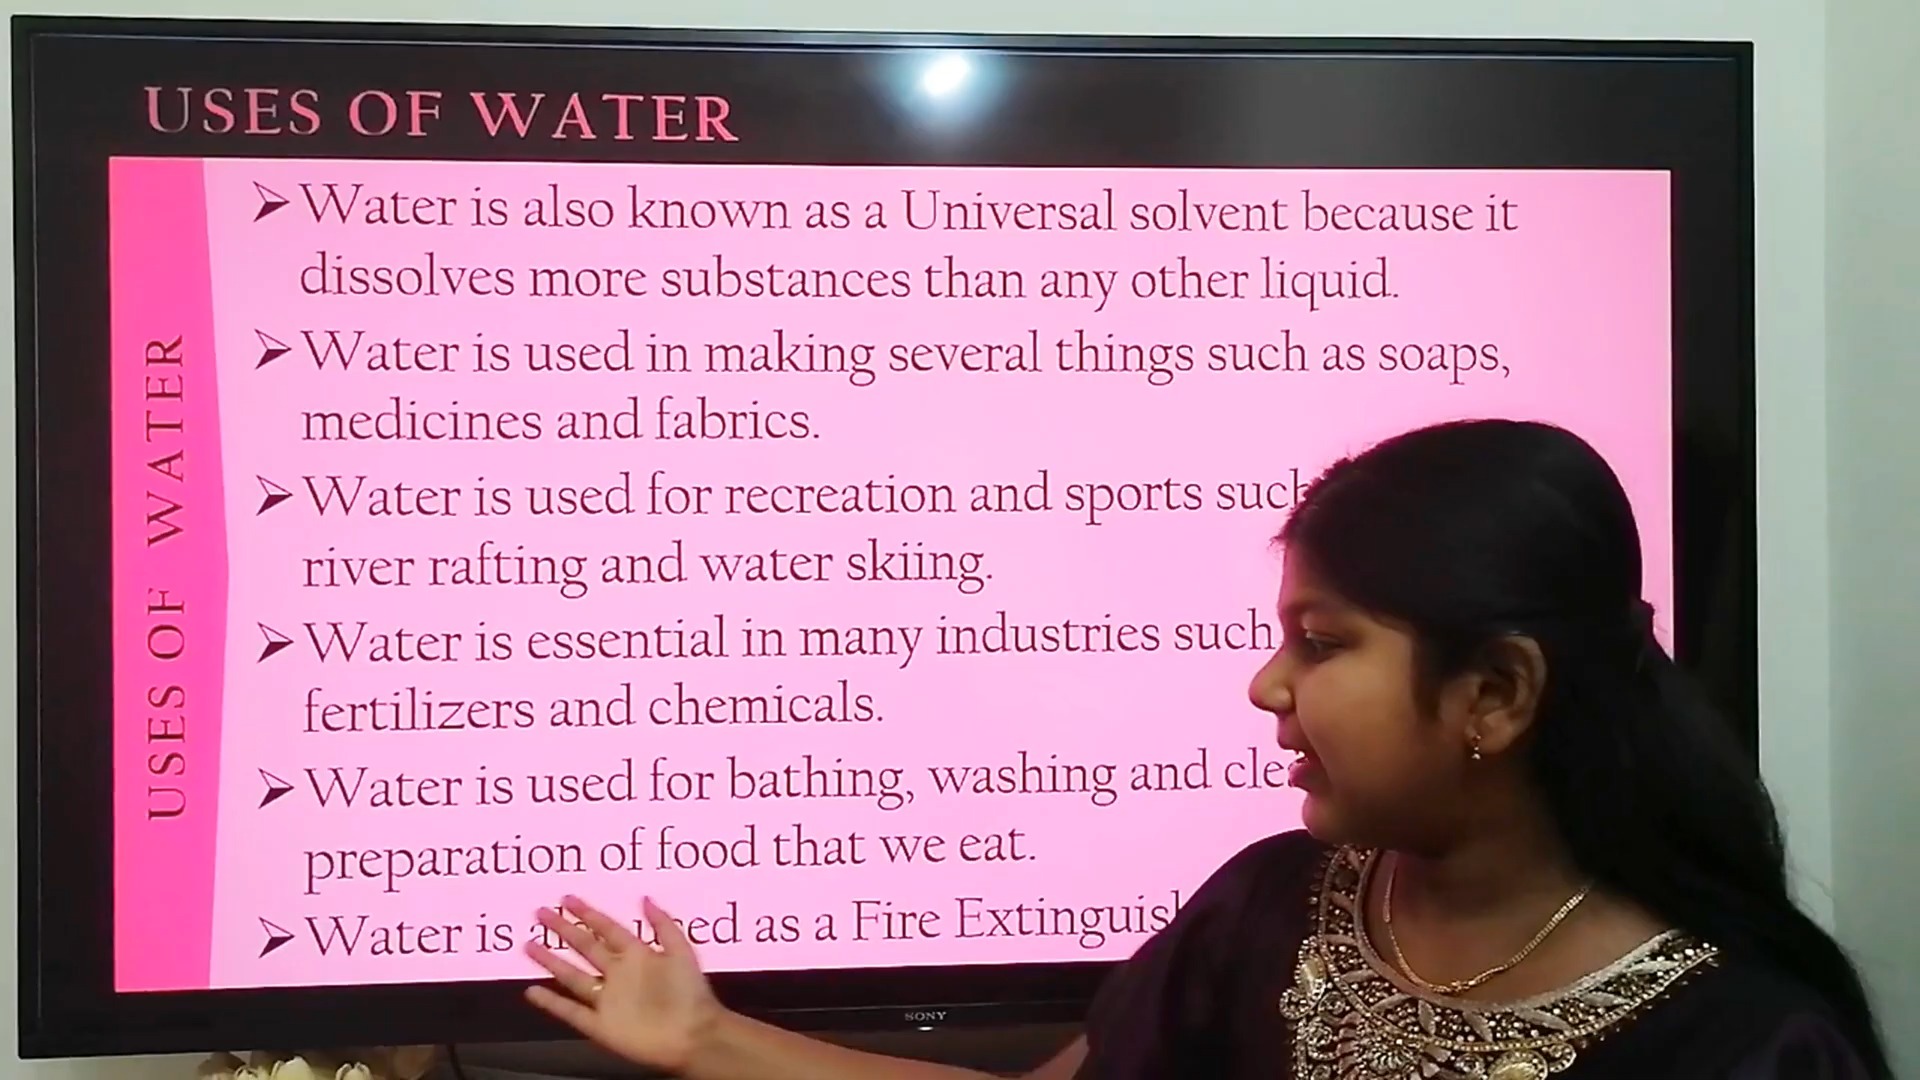 USES OF WATER
USES OF WATER
Water is also known as a Universal solvent because it
dissolves more substances than any other liquid.
Water is used in making several things such as soaps,
medicines and fabrics.
Water is used for recreation and sports such
river rafting and water skiing.
Water is essential in many industries such
fertilizers and chemicals.
Water is used for bathing, washing and
preparation of food that we eat.
Water is also used as a Fire
SONY